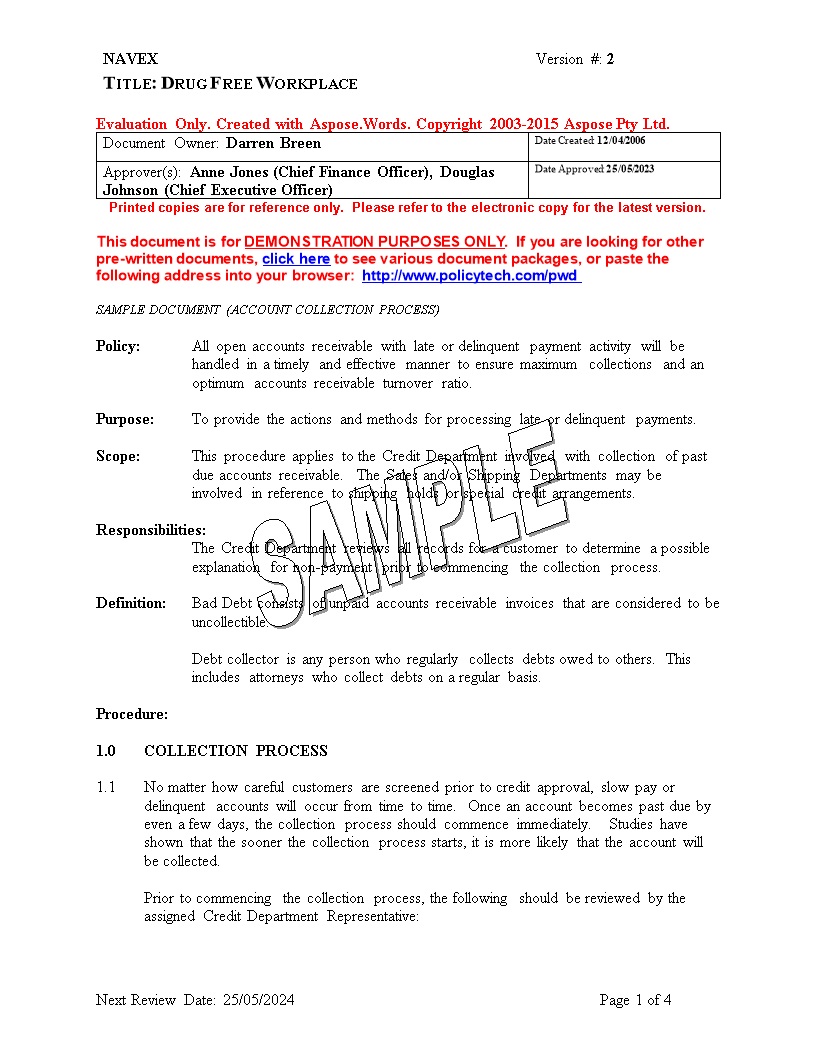 NAVEX Version #: 2
TITLE: DRUG FREE WORKPLACE
Evaluation Only. Created with Aspose.Words. Copyright 2003-2015 Aspose Pty Ltd.
Document Owner: Darren Breen Date Created: 12/04/2006
Approver(s): Anne Jones (Chief Finance Officer), Douglas Date Approved: 25/05/2023
Johnson (Chief Executive Officer)
Printed copies are for reference only. Please refer to the electronic copy for the latest version.
This document is for DEMONSTRATION PURPOSES ONLY. If you are looking for other
pre-written documents, click here to see various document packages, or paste the
following address into your browser: http://www.policytech.com/pwd
SAMPLE DOCUMENT (ACCOUNT COLLECTION PROCESS)
Policy: All open accounts receivable with late or delinquent payment activity will be
handled in a timely and effective manner to ensure maximum collections and an
optimum accounts receivable turnover ratio.
Purpose: To provide the actions and methods for processing late or delinquent payments.
Scope: This procedure applies to the Credit Department involved with collection of past
due accounts receivable. The Sales and/or Shipping Departments may be
involved in reference to shipping holds or special credit arrangements.
Responsibilities:
The Credit Department reviews all records for a customer to determine a possible
explanation for non-payment prior to commencing the collection process.
SAMPLE
Definition: Bad Debt consists of unpaid accounts receivable invoices that are considered to be
uncollectible.
Debt collector is any person who regularly collects debts owed to others. This
includes attorneys who collect debts on a regular basis.
Procedure:
1.0 COLLECTION PROCESS
1.1 No matter how careful customers are screened prior to credit approval, slow pay or
delinquent accounts will occur from time to time. Once an account becomes past due by
even a few days, the collection process should commence immediately. Studies have
shown that the sooner the collection process starts, it is more likely that the account will
be collected.
Prior to commencing the collection process, the following should be reviewed by the
assigned Credit Department Representative:
Next Review Date: 25/05/2024 Page 1 of 4